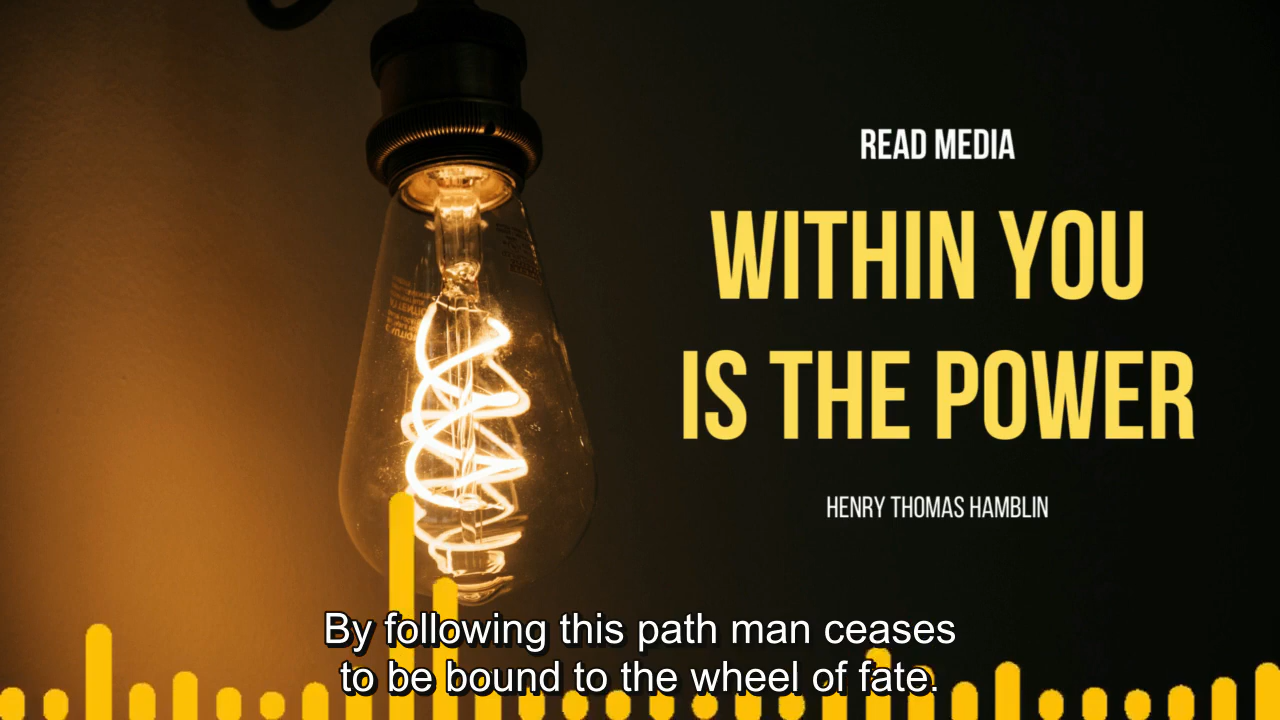 READ MEDIA
WITHIN YOU
IS THE POWER
HENRY THOMAS HAMBLIN
By following this path man ceases
to be bound to the wheel of fate.